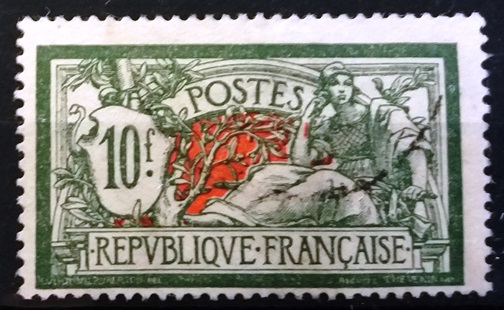 POSTES
10f.
·REPVBLIQVE·FRANÇAISE·